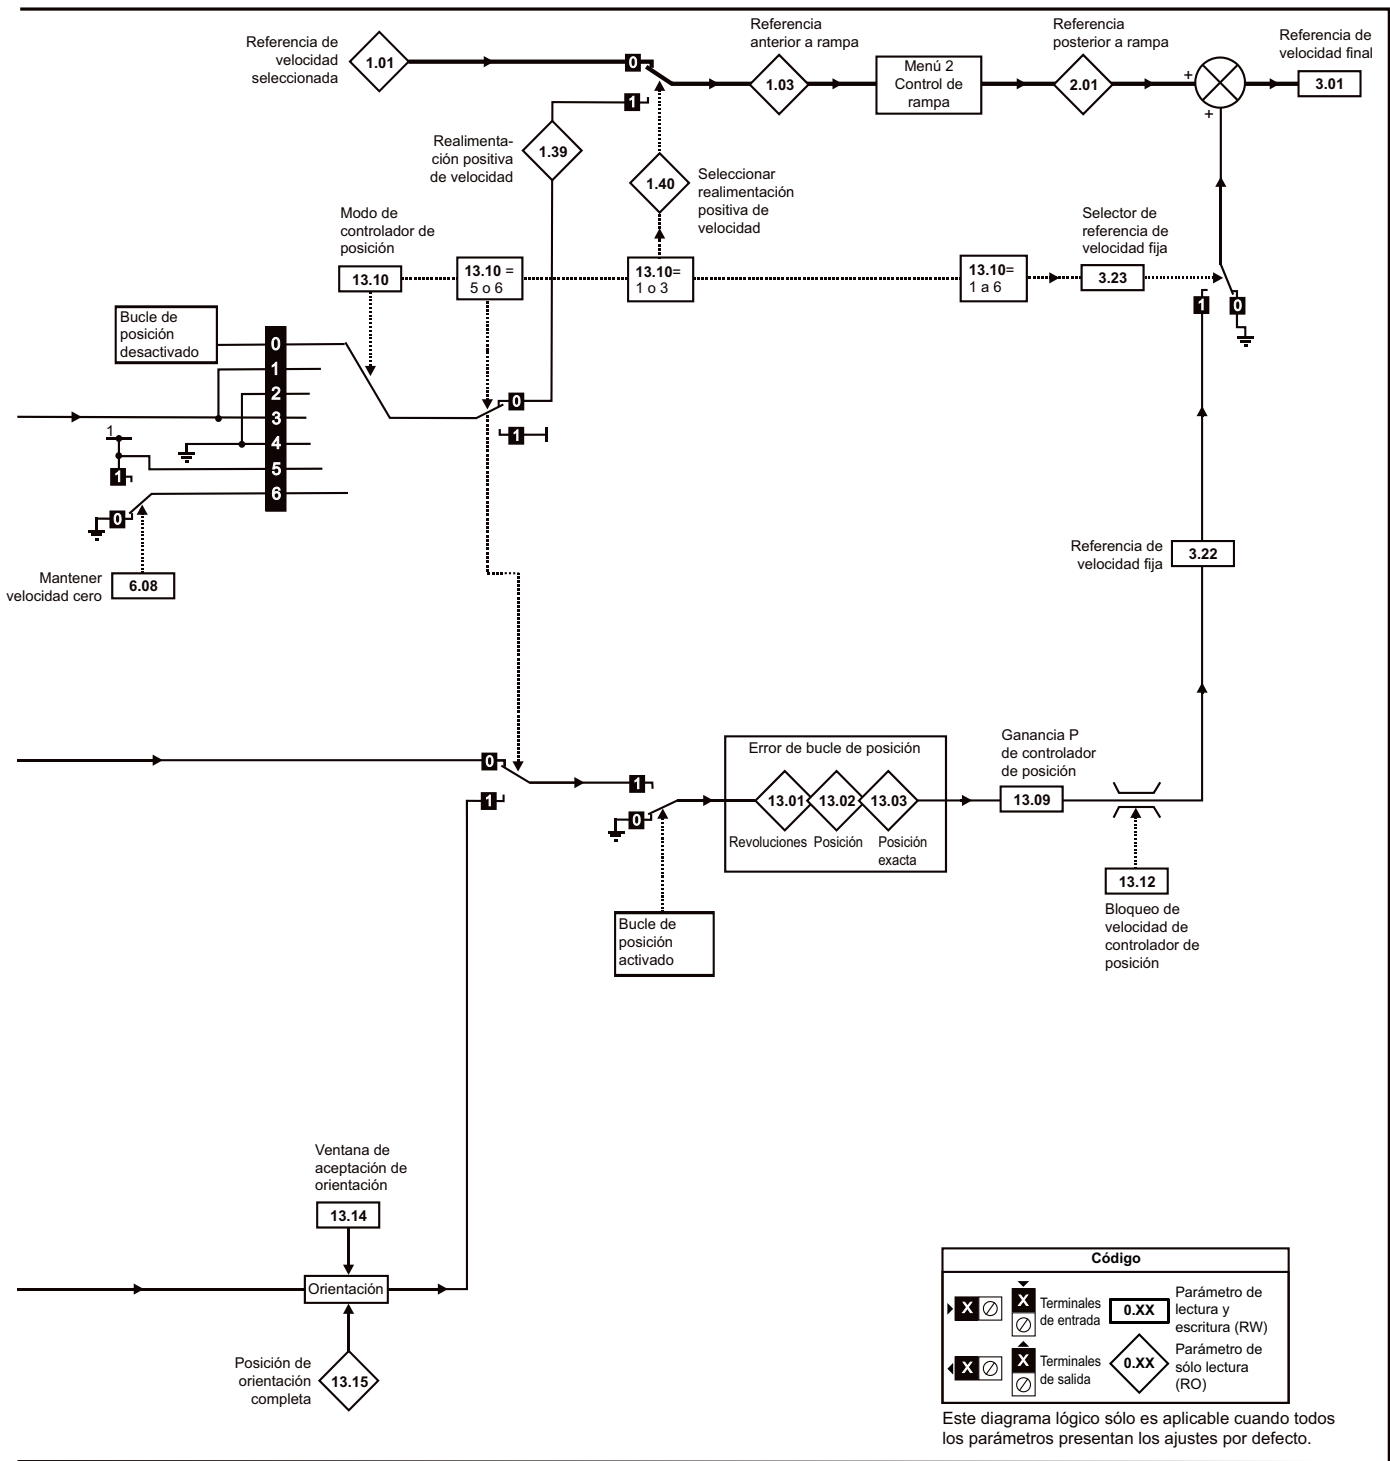 Referencia de
velocidad
seleccionada
1.01
0
1
Referencia
anterior a rampa
1.03
Menú 2
Control de
rampa
Referencia
posterior a rampa
2.01
+
+
Referencia de
velocidad final
3.01
Realimenta-
ción positiva
de velocidad
1.39
1.40
Seleccionar
realimentación
positiva de
velocidad
Modo de
controlador de
posición
13.10
13.10 =
5 o 6
13.10=
1 o 3
13.10=
1 a 6
Selector de
referencia de
velocidad fija
3.23
1
0
Bucle de
posición
desactivado
0
1
2
3
4
5
6
0
1
1
1
0
Mantener
velocidad cero
6.08
Referencia de
velocidad fija
3.22
0
1
1
0
Error de bucle de posición
13.01
13.02
13.03
Revoluciones
Posición
Posición
exacta
Ganancia P
de controlador
de posición
13.09
13.12
Bloqueo de
velocidad de
controlador de
posición
Bucle de
posición
activado
Ventana de
aceptación de
orientación
13.14
Orientación
Posición de
orientación
completa
13.15
Código
X
X
Terminales
de entrada
0.XX
Parámetro de
lectura y
escritura (RW)
X
X
Terminales
de salida
0.XX
Parámetro de
sólo lectura
(RO)
Este diagrama lógico sólo es aplicable cuando todos
los parámetros presentan los ajustes por defecto.